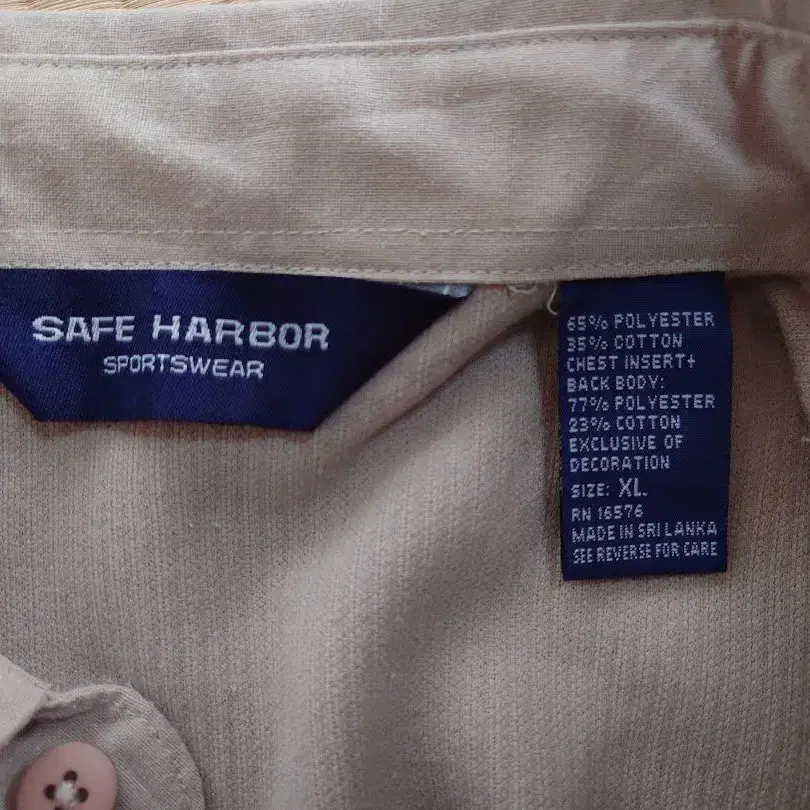 SAFE HARBOR
SPORTSWEAR
65% POLYESTER
35% COTTON
CHEST INSERT+
BACK BODY:
77% POLYESTER
23% COTTON
EXCLUSIVE OF
DECORATION
SIZE: XL
RN 16576
MADE IN SRI LANKA
SEE REVERSE FOR CARE